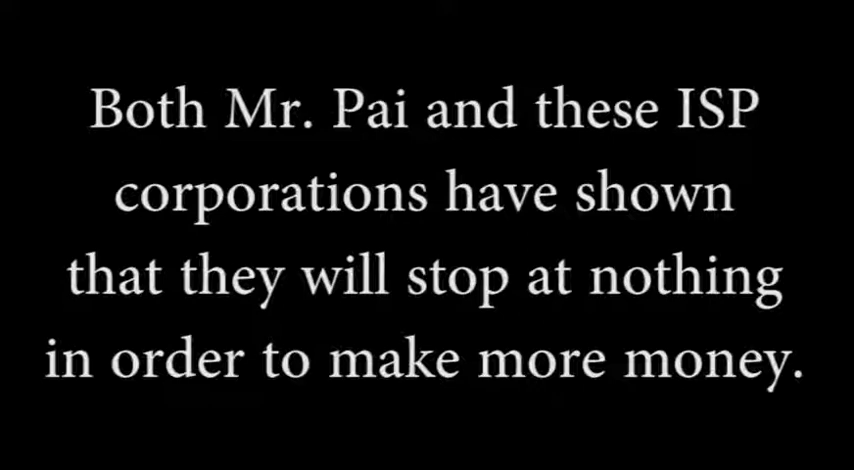 Both Mr. Pai and these ISP
corporations have shown
that they will stop at nothing
in order to make more money.